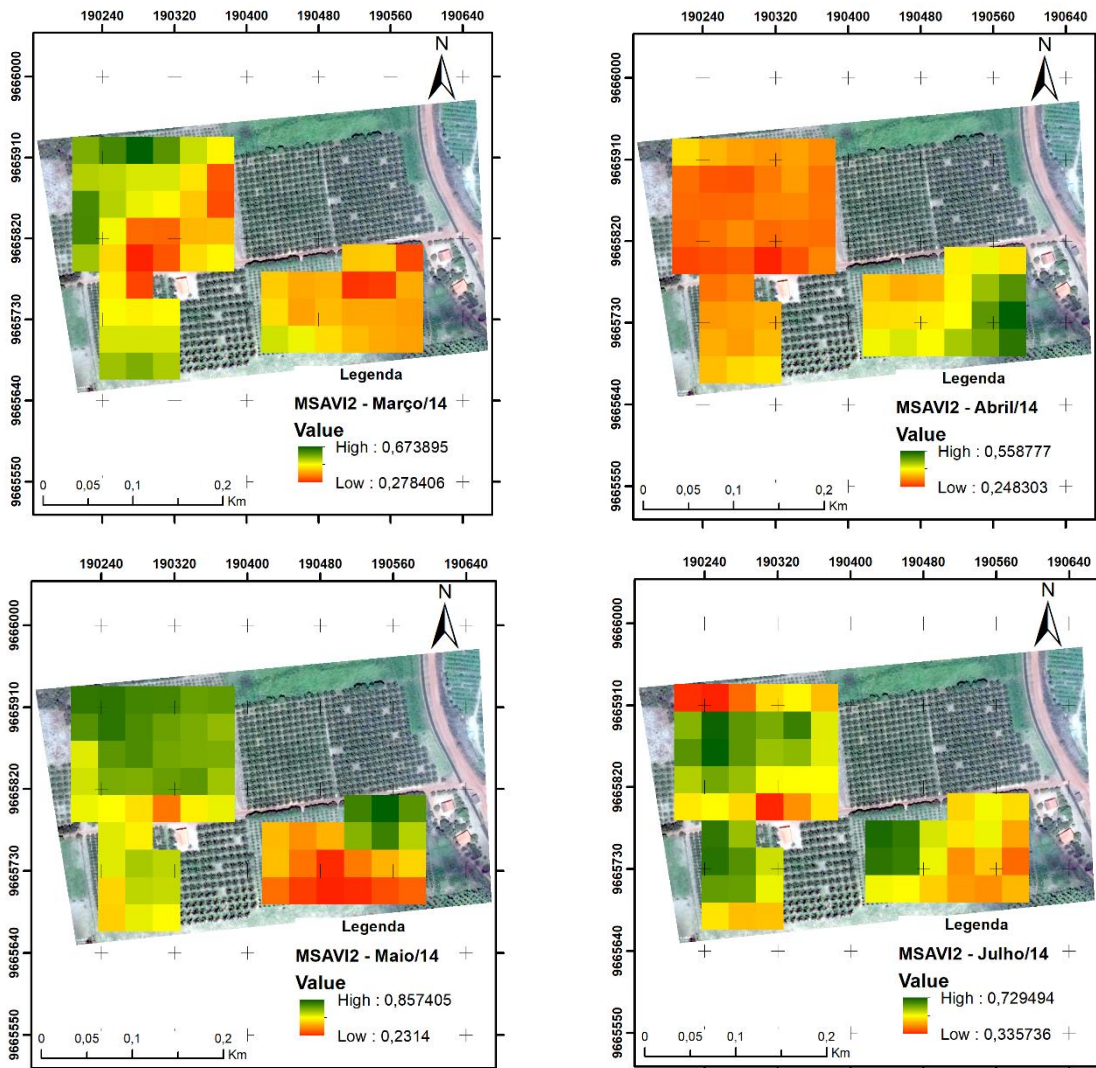 190240 190320 190400 190480 190560 190640
N
9666000
9665910
9665820
9665730
9665640
9665550
Legenda
MSAVI2 - Março/14
Value
High : 0,673895
Low : 0,278406
0 0,05 0,1 0,2
Km
190240 190320 190400 190480 190560 190640
N
9666000
9665910
9665820
9665730
9665640
9665550
Legenda
MSAVI2 - Abril/14
Value
High : 0,558777
Low : 0,248303
0 0,05 0,1 0,2
Km
190240 190320 190400 190480 190560 190640
N
9666000
9665910
9665820
9665730
9665640
9665550
Legenda
MSAVI2 - Maio/14
Value
High : 0,857405
Low : 0,2314
0 0,05 0,1 0,2
Km
190240 190320 190400 190480 190560 190640
N
9666000
9665910
9665820
9665730
9665640
9665550
Legenda
MSAVI2 - Julho/14
Value
High : 0,729494
Low : 0,335736
0 0,05 0,1 0,2
Km